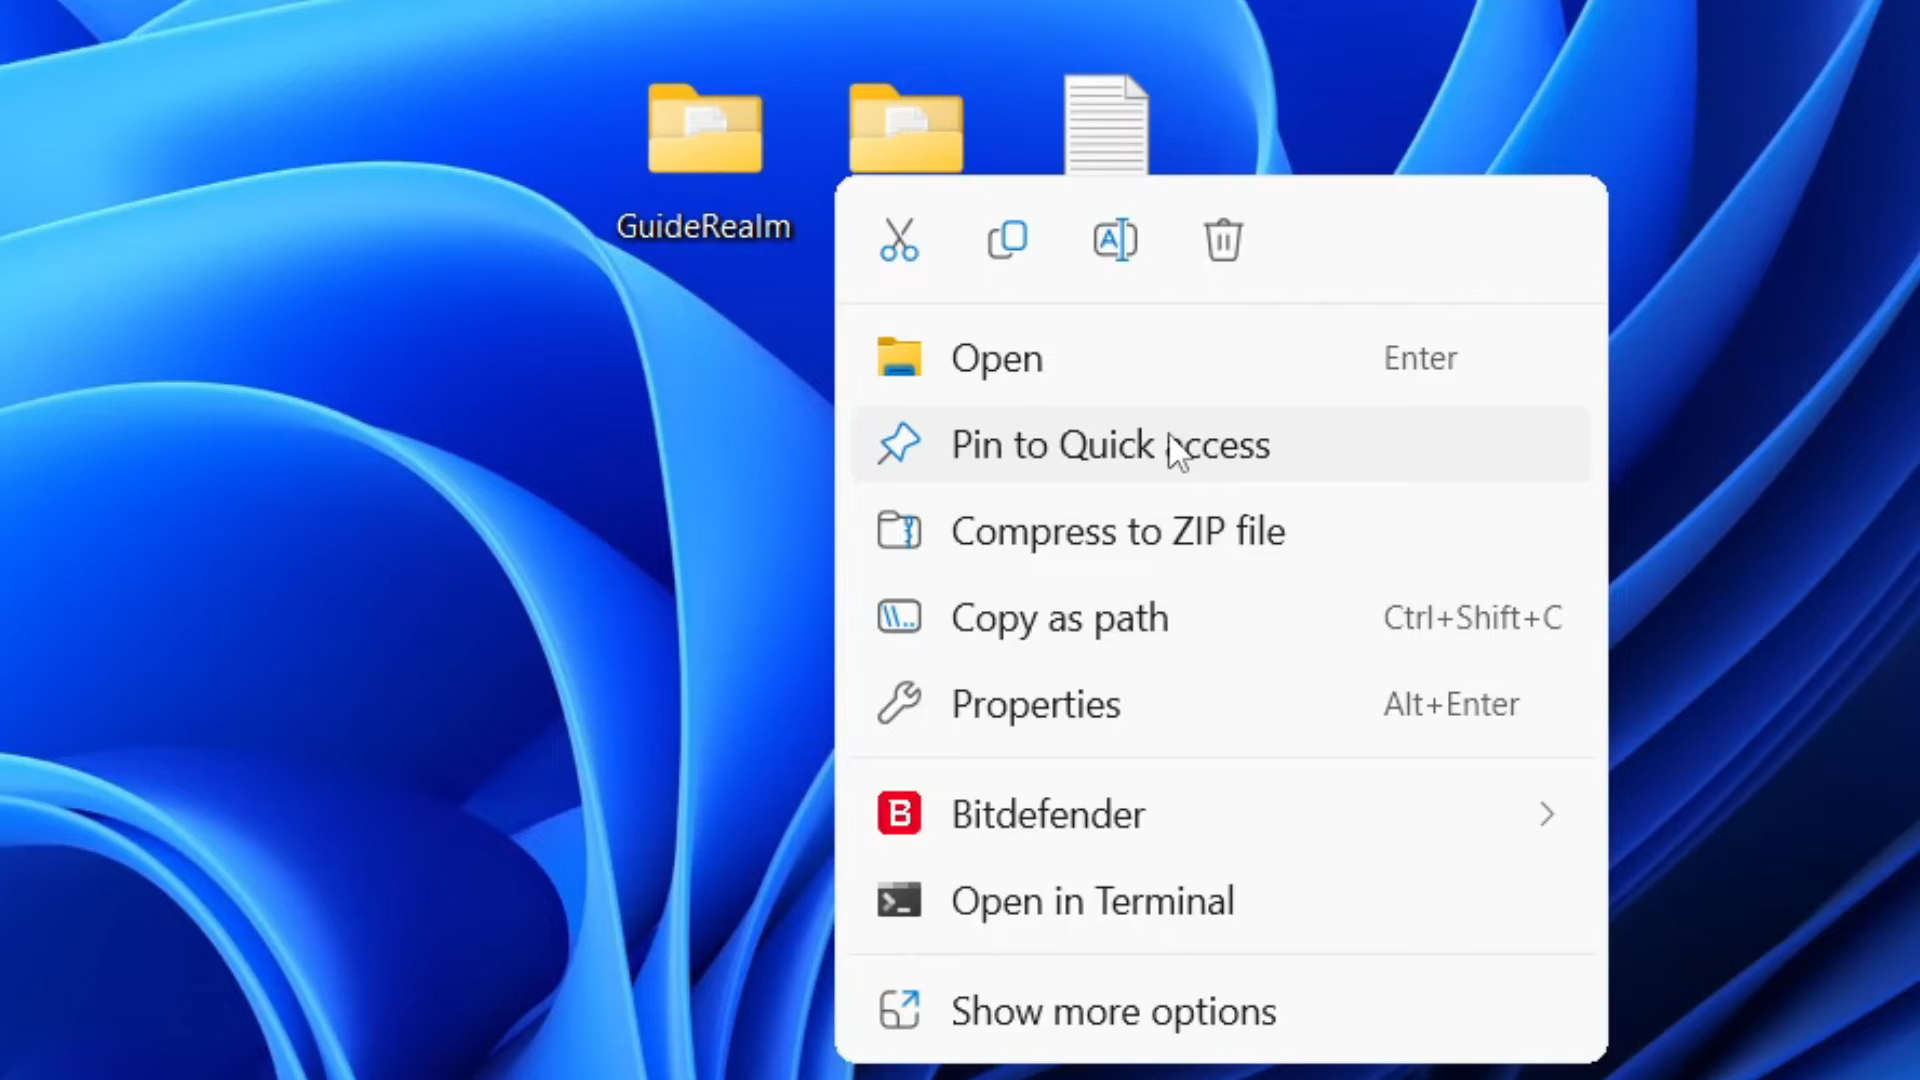 GuideRealm
Open Enter
Pin to Quick access
Compress to ZIP file
Copy as path Ctrl+Shift+C
Properties Alt+Enter
B Bitdefender
Open in Terminal
Show more options